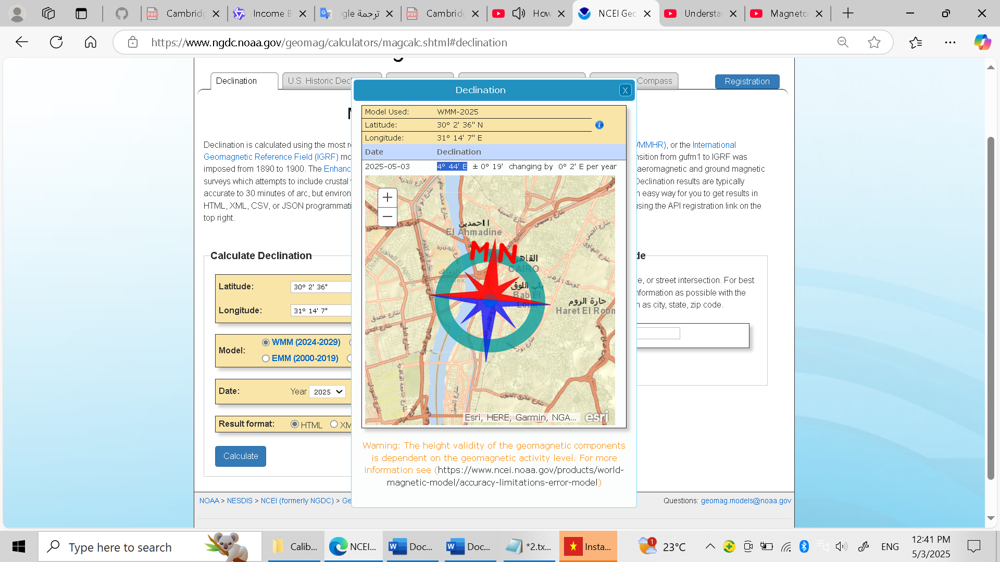 Cambridg
Income B
ترجمة
Cambridg
How
NCEI Geo
Understa
Magneto
https://www.ngdc.noaa.gov/geomag/calculators/magcalc.shtml#declination
Declination
U.S. Historic Dec
Compass
Registration
Declination
X
Model Used: WMM-2025
Latitude: 30° 2' 36" N
Longitude: 31° 14' 7" E
Date Declination
2025-05-03 4° 44' E ± 0° 19' changing by 0° 2' E per year
Declination is calculated using the most
/MMHR), or the International
Geomagnetic Reference Field (IGRF)
sition from gufm1 to IGRF was
imposed from 1890 to 1900. The Enhanc
aeromagnetic and ground magnetic
surveys which attempts to include crustal
Declination results are typically
accurate to 30 minutes of arc, but environ
n easy way for you to get results in
HTML, XML, CSV, or JSON programmati
using the API registration link on the
top right.
+
−
ا احمدين
El Ahmadine
MN
القاهر
CAIRO
الزمالك
Zamalek
باب اللوق
Bab El
Louk
حارة الروم
Haret El Room
Esri, HERE, Garmin, NGA...
esri
Calculate Declination
Latitude: 30° 2' 36"
Longitude: 31° 14' 7"
Model: WMM (2024-2029)
EMM (2000-2019)
Date: Year 2025
Result format: HTML XM
Calculate
de
e, or street intersection. For best
nformation as possible with the
n as city, state, zip code.
Warning: The height validity of the geomagnetic components
is dependent on the geomagnetic activity level. For more
information see (https://www.ncei.noaa.gov/products/world-
magnetic-model/accuracy-limitations-error-model)
NOAA > NESDIS > NCEI (formerly NGDC) > Ge
Questions: geomag.models@noaa.gov
Type here to search
Calib...
NCEI...
Doc...
Doc...
*2.tx...
Insta...
1
23°C
ENG
12:41 PM
5/3/2025